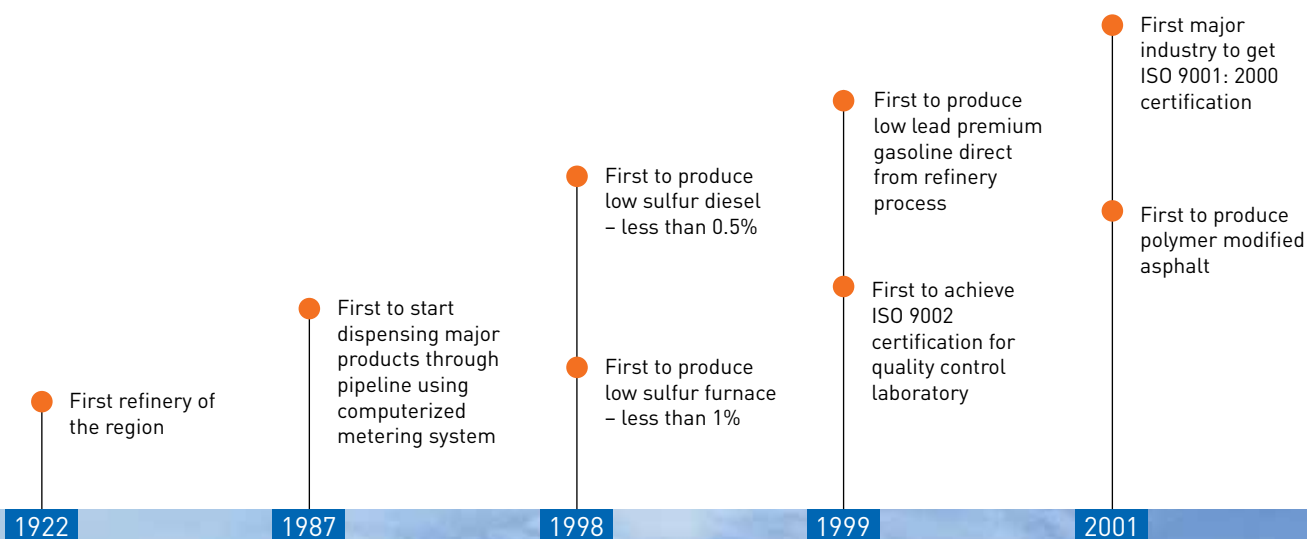 First refinery of
the region
1922
First to start
dispensing major
products through
pipeline using
computerized
metering system
1987
First to produce
low sulfur diesel
– less than 0.5%
First to produce
low sulfur furnace
– less than 1%
1998
First to produce
low lead premium
gasoline direct
from refinery
process
First to achieve
ISO 9002
certification for
quality control
laboratory
1999
First major
industry to get
ISO 9001: 2000
certification
First to produce
polymer modified
asphalt
2001